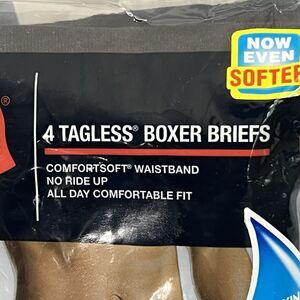 NOW
EVEN
SOFTER
®
4 TAGLESS® BOXER BRIEFS
COMFORTSOFT® WAISTBAND
NO RIDE UP
ALL DAY COMFORTABLE FIT